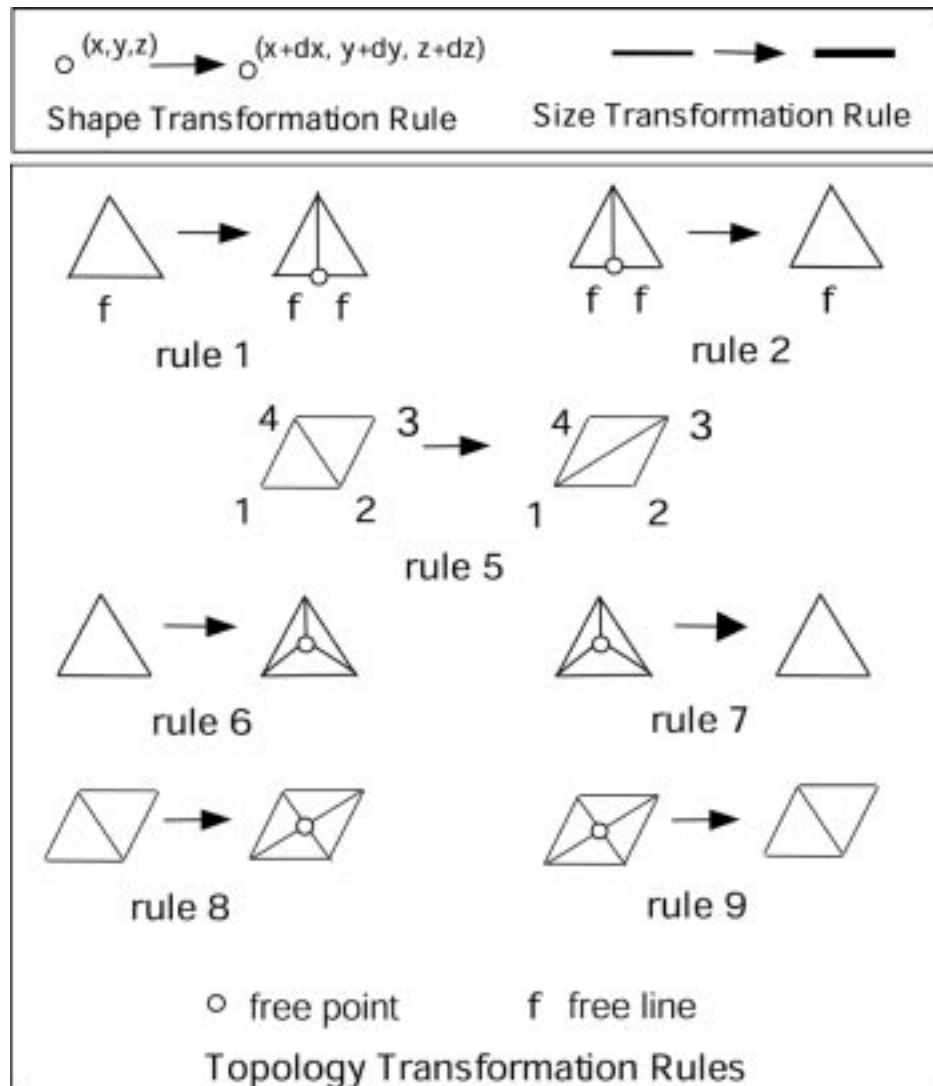 (x,y,z) (x+dx, y+dy, z+dz)
Shape Transformation Rule
Size Transformation Rule
f f f
rule 1
f f f
rule 2
4 3 4 3
1 2 1 2
rule 5
rule 6
rule 7
rule 8
rule 9
free point f free line
Topology Transformation Rules